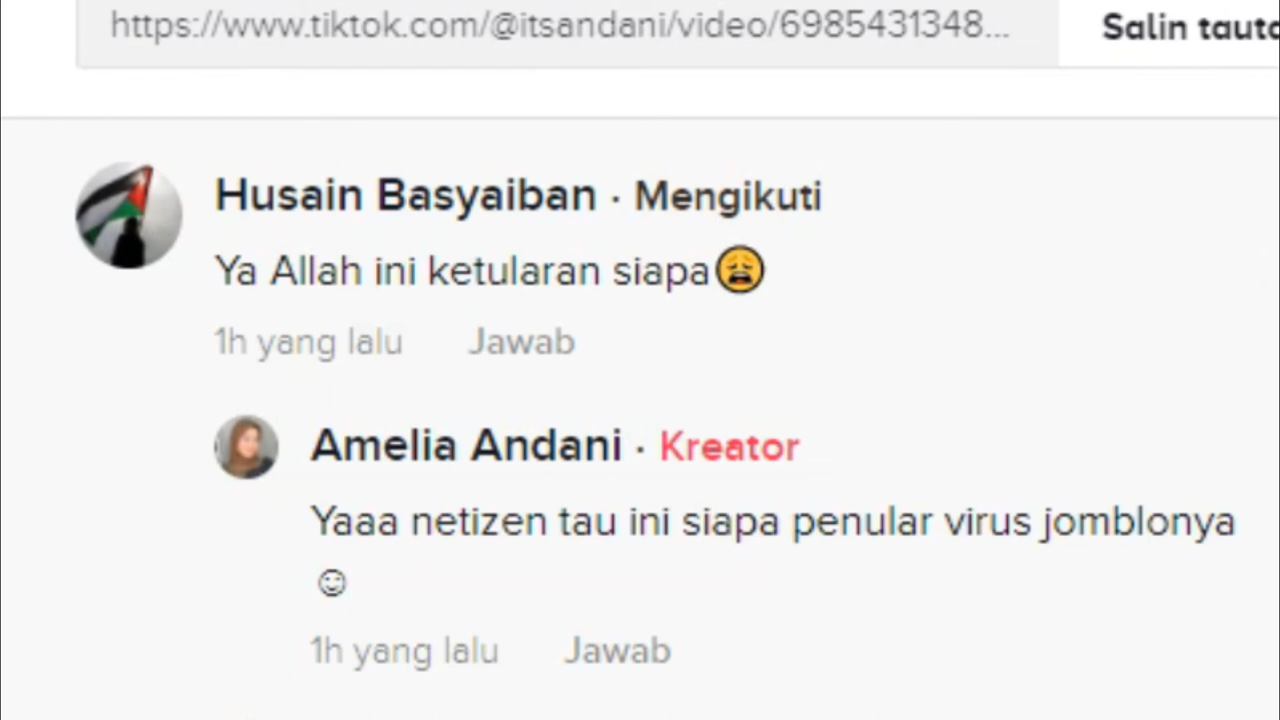 https://www.tiktok.com/@itsandani/video/6985431348...
Salin tauta
Husain Basyaiban · Mengikuti
Ya Allah ini ketularan siapa😩
1h yang lalu Jawab
Amelia Andani · Kreator
Yaaa netizen tau ini siapa penular virus jomblonya
☺
1h yang lalu Jawab